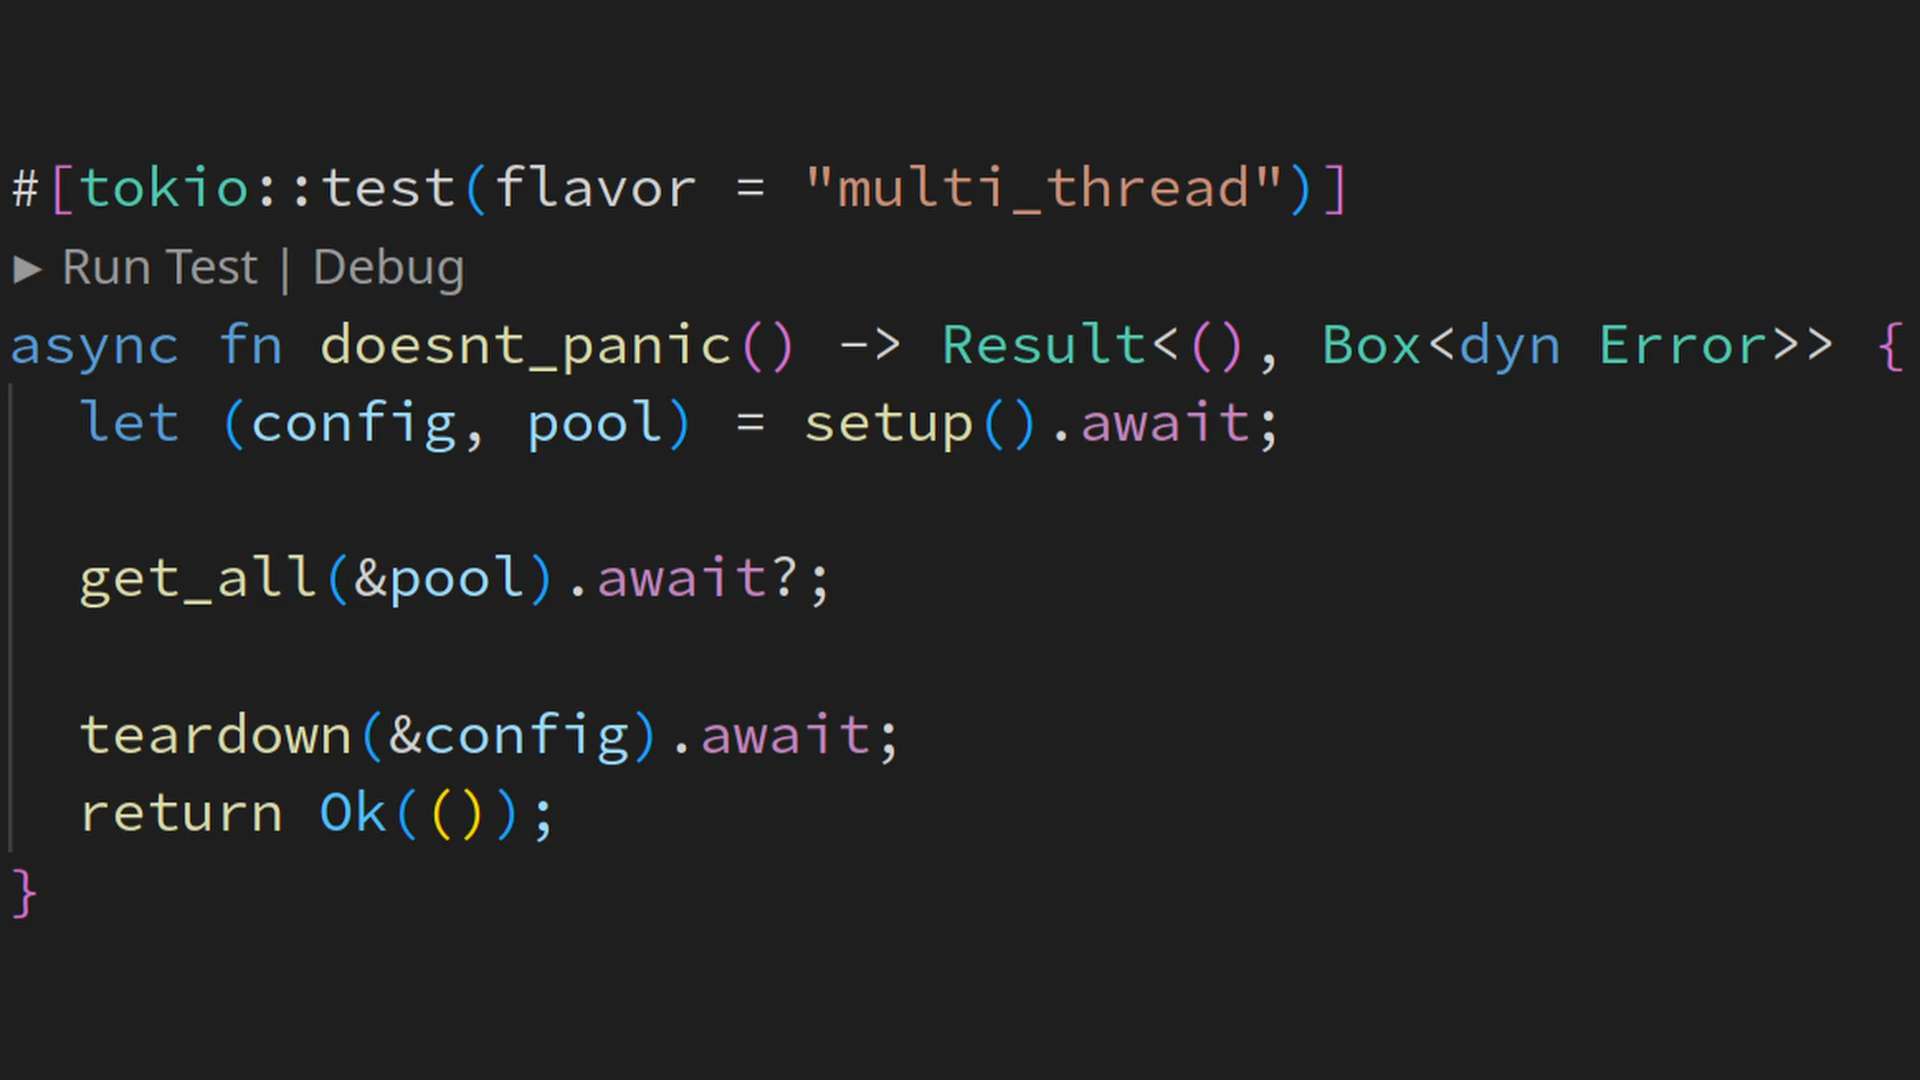 #[tokio::test(flavor = "multi_thread")]
▶ Run Test | Debug
async fn doesnt_panic() -> Result<(), Box<dyn Error>> {
  let (config, pool) = setup().await;
  get_all(&pool).await?;
  teardown(&config).await;
  return Ok(());
}